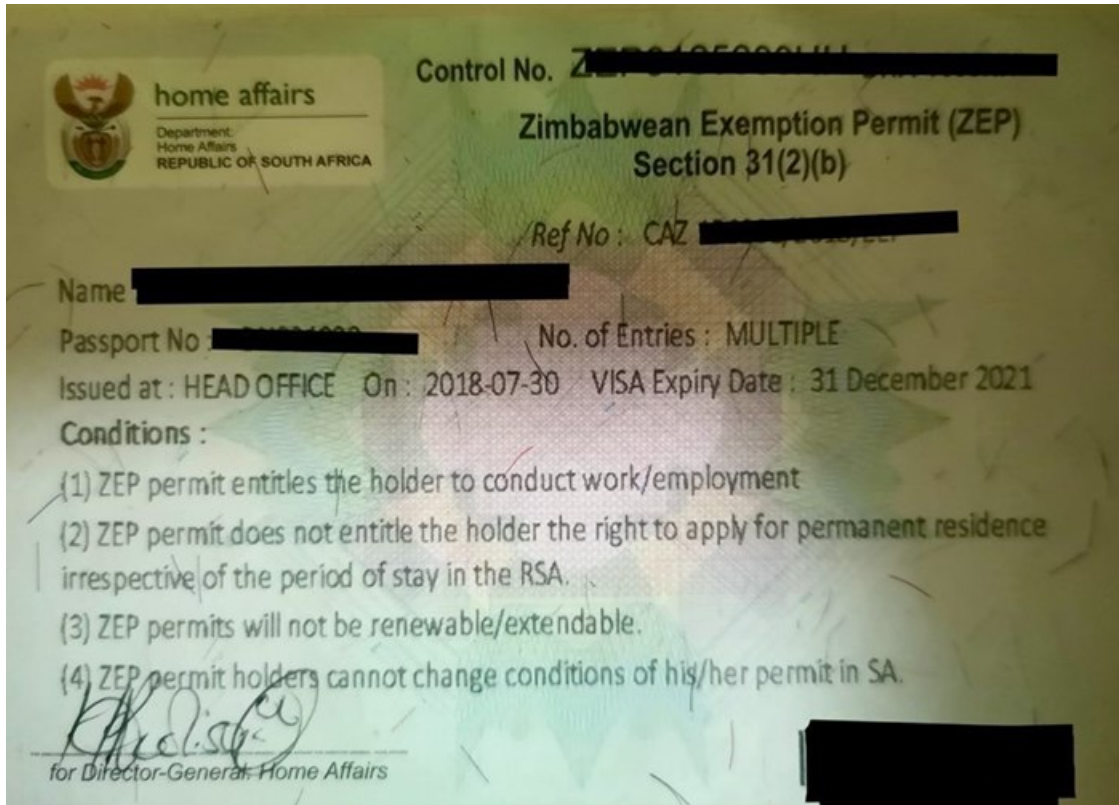 home affairs
Department:
Home Affairs
REPUBLIC OF SOUTH AFRICA
Control No.
Zimbabwean Exemption Permit (ZEP)
Section 31(2)(b)
Ref No : CAZ
Name
Passport No :
No. of Entries : MULTIPLE
Issued at : HEAD OFFICE On : 2018-07-30 VISA Expiry Date : 31 December 2021
Conditions :
(1) ZEP permit entitles the holder to conduct work/employment
(2) ZEP permit does not entitle the holder the right to apply for permanent residence
irrespective of the period of stay in the RSA.
(3) ZEP permits will not be renewable/extendable.
(4) ZEP permit holders cannot change conditions of his/her permit in SA.
for Director-General: Home Affairs